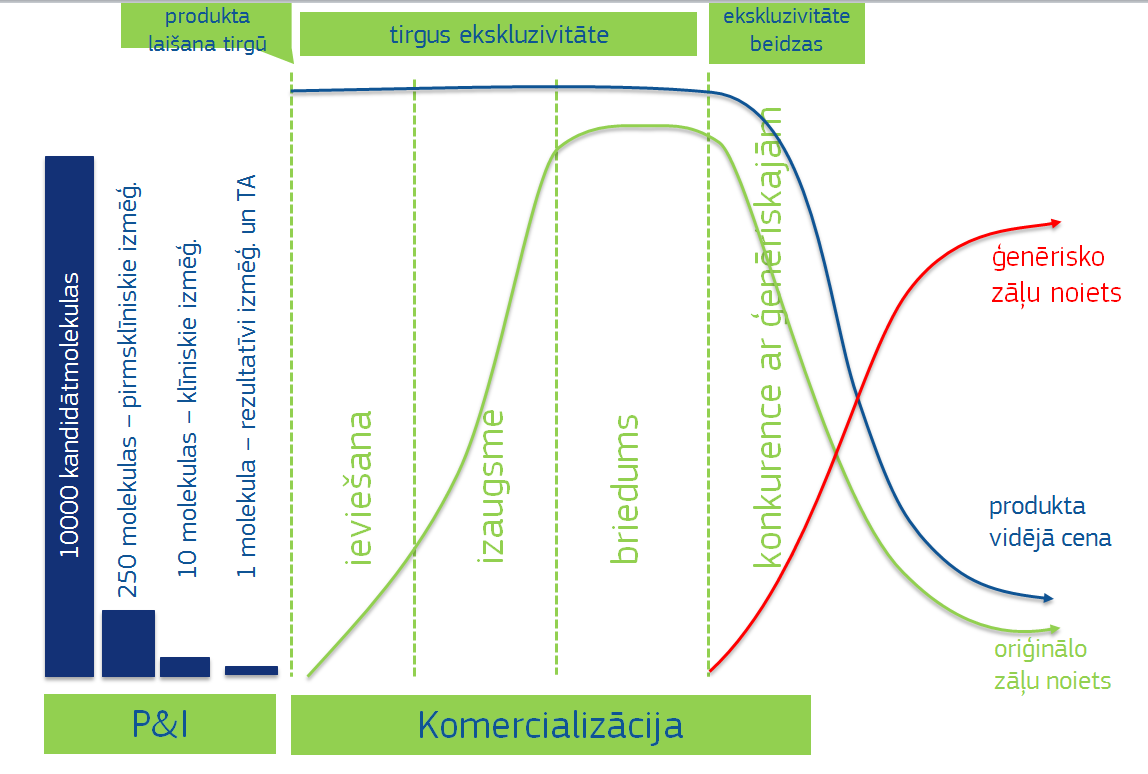 produkta
laišana tirgū
tirgus ekskluzivitāte
ekskluzivitāte
beidzas
10000 kandidātmolekulas
250 molekulas – pirmsklīniskie izmēģ.
10 molekulas – klīniskie izmēģ.
1 molekula – rezultatīvi izmēģ. un TA
ieviešana
izaugsme
briedums
konkurence ar ģenēriskajām
ģenērisko
zāļu noiets
produkta
vidējā cena
oriģinālo
zāļu noiets
P&I
Komercializācija